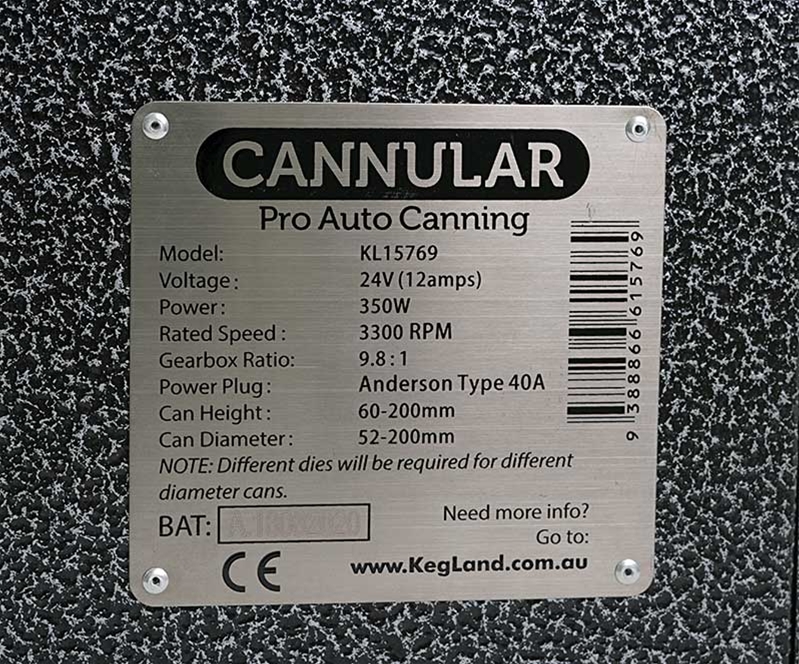 CANNULAR
Pro Auto Canning
Model: KL15769
Voltage: 24V (12amps)
Power: 350W
Rated Speed: 3300 RPM
Gearbox Ratio: 9.8:1
Power Plug: Anderson Type 40A
Can Height: 60-200mm
Can Diameter: 52-200mm
NOTE: Different dies will be required for different
diameter cans.
BAT:
Need more info?
Go to:
www.KegLand.com.au
CE
9 388866 615769